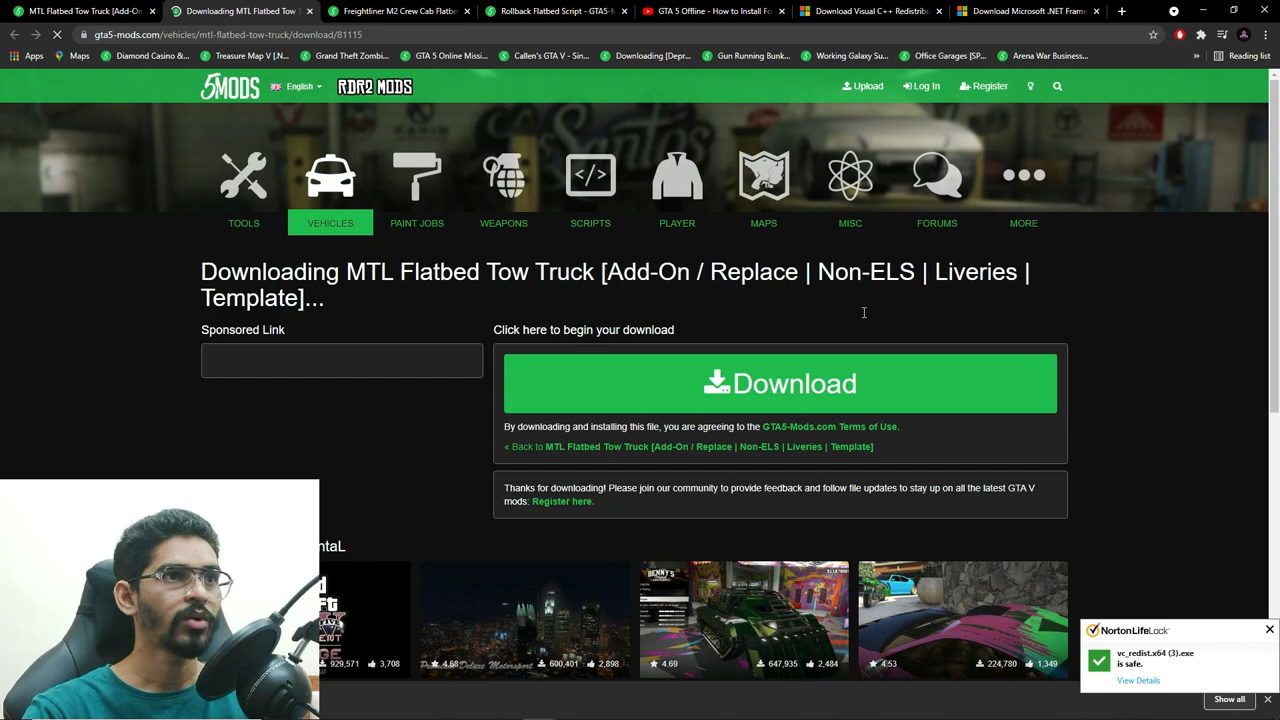 MTL Flatbed Tow Truck [Add-On
Downloading MTL Flatbed Tow T
Freightliner M2 Crew Cab Flatbe
Rollback Flatbed Script - GTA5-M
GTA 5 Offline - How to Install Fo
Download Visual C++ Redistribu
Download Microsoft .NET Frame
gta5-mods.com/vehicles/mtl-flatbed-tow-truck/download/81115
Apps
Maps
Diamond Casino &...
Treasure Map V [.N...
Grand Theft Zombi...
GTA 5 Online Missi...
Callen's GTA V - Sin...
Downloading [Depr...
Gun Running Bunk...
Working Galaxy Su...
Office Garages [SP...
Arena War Business...
»
Reading list
5MODS
English
RDR2 MODS
Upload
Log In
Register
TOOLS
VEHICLES
PAINT JOBS
WEAPONS
SCRIPTS
PLAYER
MAPS
MISC
FORUMS
MORE
Downloading MTL Flatbed Tow Truck [Add-On / Replace | Non-ELS | Liveries |
Template]...
Sponsored Link
Click here to begin your download
Download
By downloading and installing this file, you are agreeing to the GTA5-Mods.com Terms of Use.
« Back to MTL Flatbed Tow Truck [Add-On / Replace | Non-ELS | Liveries | Template]
Thanks for downloading! Please join our community to provide feedback and follow file updates to stay up on all the latest GTA V
mods: Register here.
ntaL
929,571 3,708
4.68 600,401 2,898
4.69 647,935 2,484
4.53 224,780 1,349
NortonLifeLock
vc_redist.x64 (3).exe
is safe.
View Details
Show all